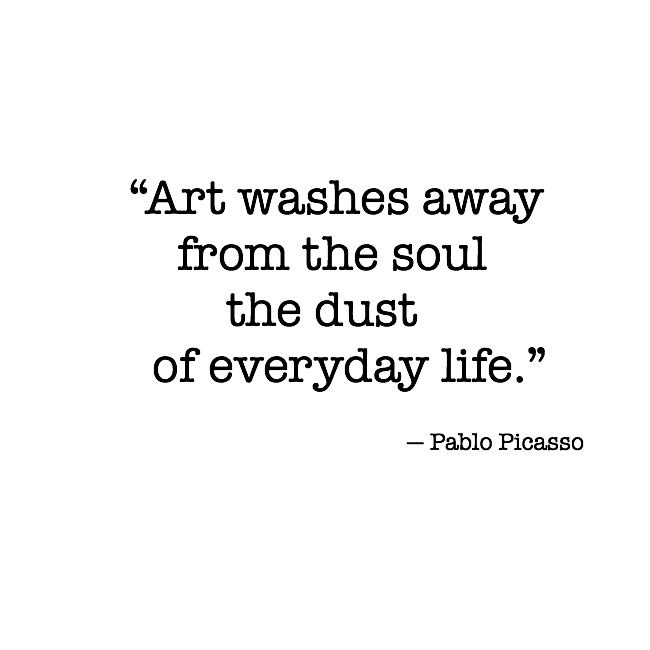 “Art washes away
from the soul
the dust
of everyday life.”
— Pablo Picasso